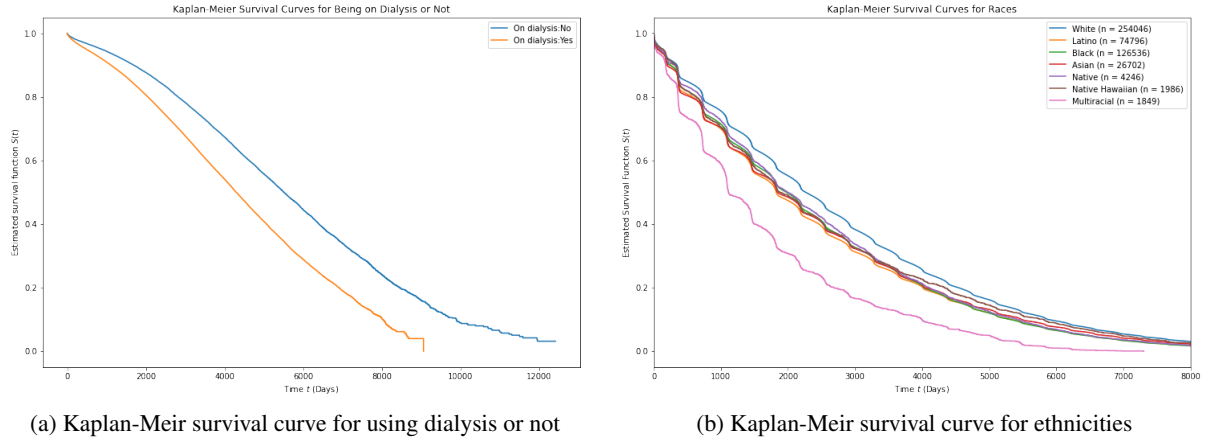 Kaplan-Meier Survival Curves for Being on Dialysis or Not
On dialysis:No
On dialysis:Yes
Estimated survival function S(t)
1.0
0.8
0.6
0.4
0.2
0.0
0 2000 4000 6000 8000 10000 12000
Time t (Days)
(a) Kaplan-Meir survival curve for using dialysis or not
Kaplan-Meier Survival Curves for Races
White (n = 254046)
Latino (n = 74796)
Black (n = 126536)
Asian (n = 26702)
Native (n = 4246)
Native Hawaiian (n = 1986)
Multiracial (n = 1849)
Estimated Survival Function S(t)
1.0
0.8
0.6
0.4
0.2
0.0
0 1000 2000 3000 4000 5000 6000 7000 8000
Time t (Days)
(b) Kaplan-Meir survival curve for ethnicities